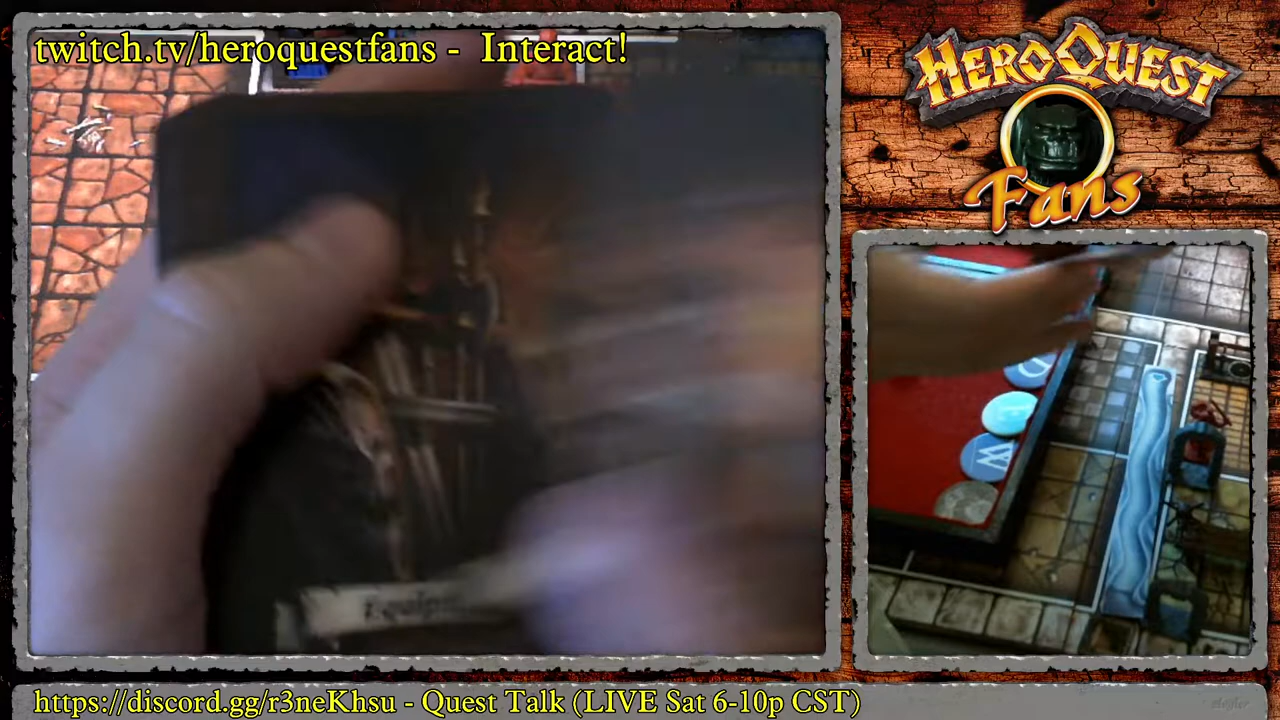 twitch.tv/heroquestfans - Interact!
HEROQUEST
Fans
https://discord.gg/r3neKhsu - Quest Talk (LIVE Sat 6-10p CST)